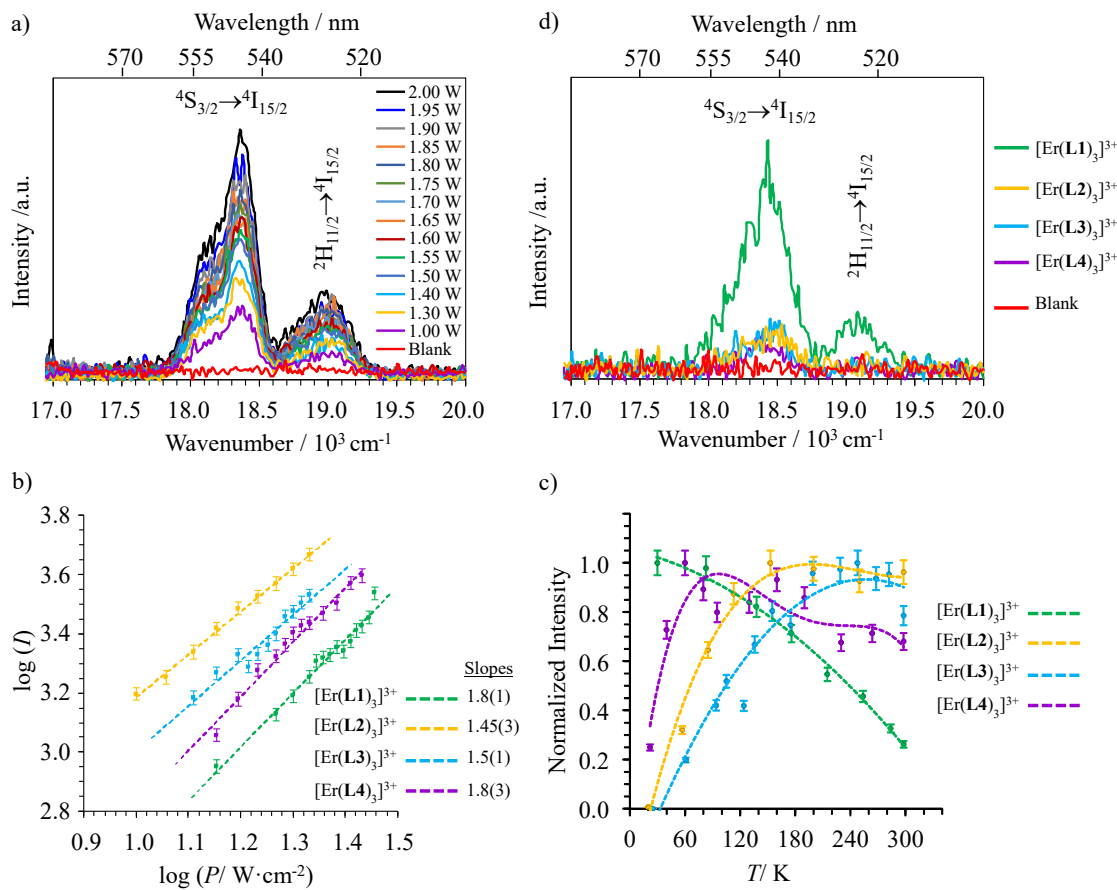 a)
Wavelength / nm
570 555 540 520
⁴S₃/₂→⁴I₁₅/₂
²H₁₁/₂→⁴I₁₅/₂
2.00 W
1.95 W
1.90 W
1.85 W
1.80 W
1.75 W
1.70 W
1.65 W
1.60 W
1.55 W
1.50 W
1.40 W
1.30 W
1.00 W
Blank
Intensity /a.u.
17.0 17.5 18.0 18.5 19.0 19.5 20.0
Wavenumber / 10³ cm⁻¹
d)
Wavelength / nm
570 555 540 520
⁴S₃/₂→⁴I₁₅/₂
²H₁₁/₂→⁴I₁₅/₂
[Er(L1)₃]³⁺
[Er(L2)₃]³⁺
[Er(L3)₃]³⁺
[Er(L4)₃]³⁺
Blank
Intensity /a.u.
17.0 17.5 18.0 18.5 19.0 19.5 20.0
Wavenumber / 10³ cm⁻¹
b)
log (I)
3.8
3.6
3.4
3.2
3.0
2.8
Slopes
[Er(L1)₃]³⁺ 1.8(1)
[Er(L2)₃]³⁺ 1.45(3)
[Er(L3)₃]³⁺ 1.5(1)
[Er(L4)₃]³⁺ 1.8(3)
0.9 1.0 1.1 1.2 1.3 1.4 1.5
log (P/ W·cm⁻²)
c)
Normalized Intensity
1.0
0.8
0.6
0.4
0.2
0.0
[Er(L1)₃]³⁺
[Er(L2)₃]³⁺
[Er(L3)₃]³⁺
[Er(L4)₃]³⁺
0 60 120 180 240 300
T/ K